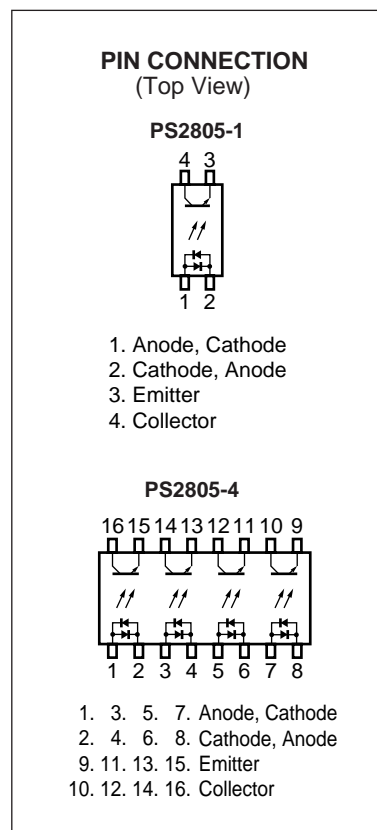 PIN CONNECTION
(Top View)
PS2805-1
4 3
1 2
1. Anode, Cathode
2. Cathode, Anode
3. Emitter
4. Collector
PS2805-4
16 15 14 13 12 11 10 9
1 2 3 4 5 6 7 8
1. 3. 5. 7. Anode, Cathode
2. 4. 6. 8. Cathode, Anode
9. 11. 13. 15. Emitter
10. 12. 14. 16. Collector